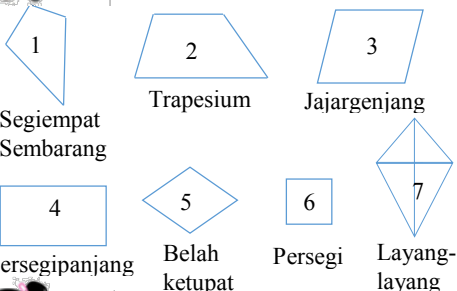 1
2
3
Trapesium
Jajargenjang
Segiempat
Sembarang
4
5
6
7
ersegipanjang
Belah
ketupat
Persegi
Layang-
layang